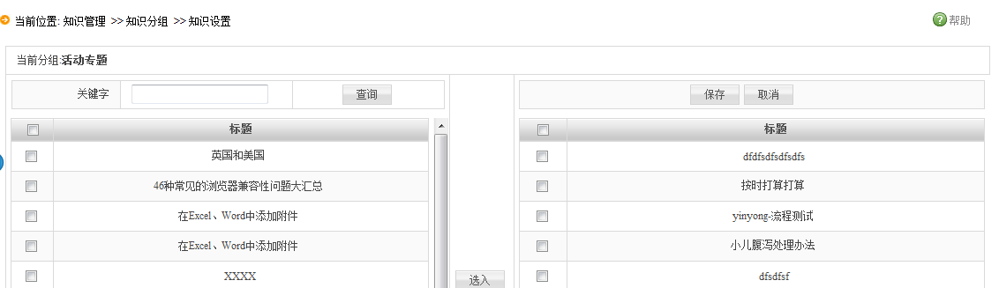 当前位置: 知识管理 >> 知识分组 >> 知识设置
帮助
当前分组:活动专题
关键字
查询
保存
取消
标题
英国和美国
46种常见的浏览器兼容性问题大汇总
在Excel、Word中添加附件
在Excel、Word中添加附件
XXXX
选入
标题
dfdfsdfsdfsdfs
按时打算打算
yinyong-流程测试
小儿腹泻处理办法
dfsdfsf